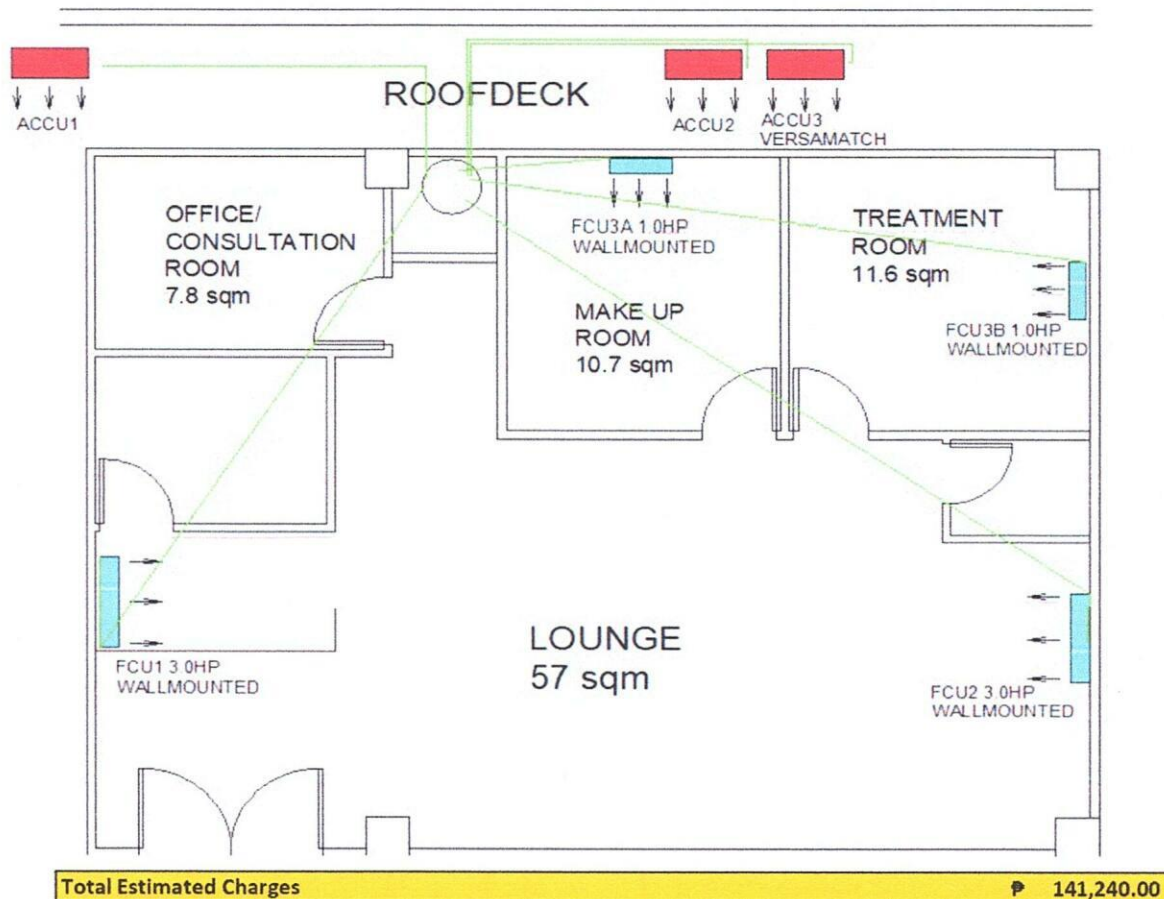 ROOFDECK
ACCU1
ACCU2
ACCU3
VERSAMATCH
OFFICE/
CONSULTATION
ROOM
7.8 sqm
FCU3A 1.0HP
WALLMOUNTED
MAKE UP
ROOM
10.7 sqm
TREATMENT
ROOM
11.6 sqm
FCU3B 1.0HP
WALLMOUNTED
FCU1 3.0HP
WALLMOUNTED
LOUNGE
57 sqm
FCU2 3.0HP
WALLMOUNTED
Total Estimated Charges ₱ 141,240.00